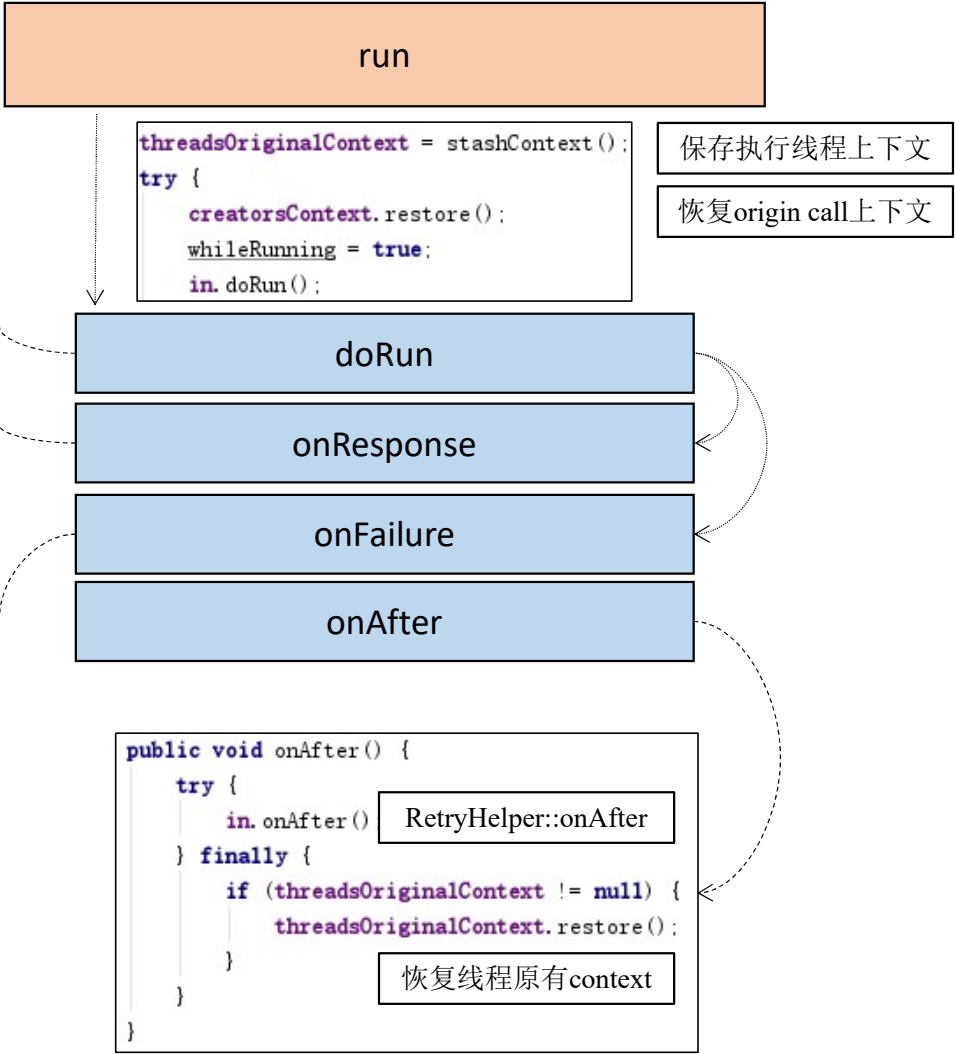 run
threadsOriginalContext = stashContext();
保存执行线程上下文
try {
恢复origin call上下文
creatorsContext.restore();
whileRunning = true;
in.doRun();
doRun
onResponse
onFailure
onAfter
public void onAfter() {
try {
in.onAfter()
RetryHelper::onAfter
} finally {
if (threadsOriginalContext != null) {
threadsOriginalContext.restore();
}
恢复线程原有context
}
}